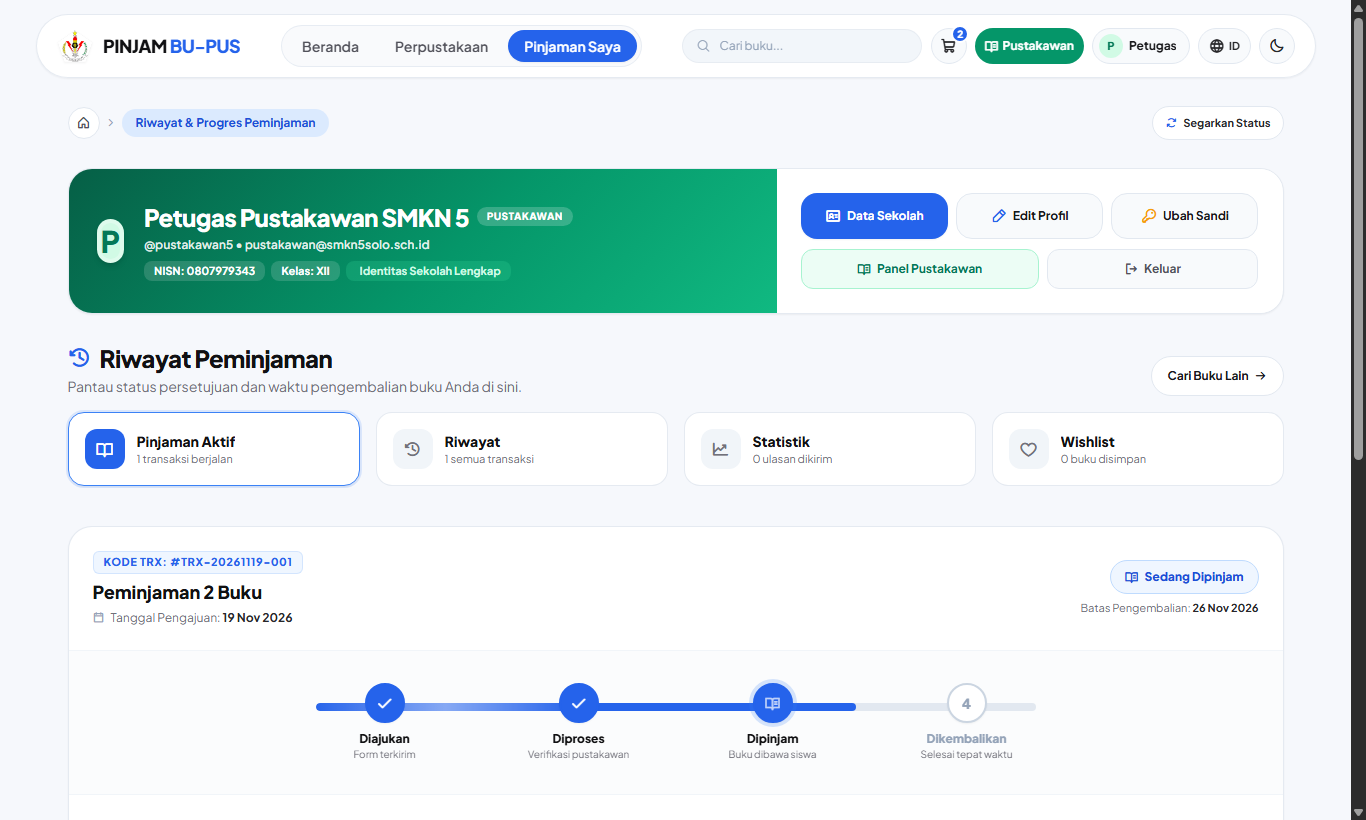 PINJAM BU-PUS
Beranda
Perpustakaan
Pinjaman Saya
Cari buku...
2
Pustakawan
P
Petugas
ID
Riwayat & Progres Peminjaman
Segarkan Status
P
Petugas Pustakawan SMKN 5
PUSTAKAWAN
@pustakawan5 • pustakawan@smkn5solo.sch.id
NISN: 0807979343
Kelas: XII
Identitas Sekolah Lengkap
Data Sekolah
Edit Profil
Ubah Sandi
Panel Pustakawan
Keluar
Riwayat Peminjaman
Pantau status persetujuan dan waktu pengembalian buku Anda di sini.
Cari Buku Lain →
Pinjaman Aktif
1 transaksi berjalan
Riwayat
1 semua transaksi
Statistik
0 ulasan dikirim
Wishlist
0 buku disimpan
KODE TRX: #TRX-20261119-001
Peminjaman 2 Buku
Tanggal Pengajuan: 19 Nov 2026
Sedang Dipinjam
Batas Pengembalian: 26 Nov 2026
Diajukan
Form terkirim
Diproses
Verifikasi pustakawan
Dipinjam
Buku dibawa siswa
4
Dikembalikan
Selesai tepat waktu